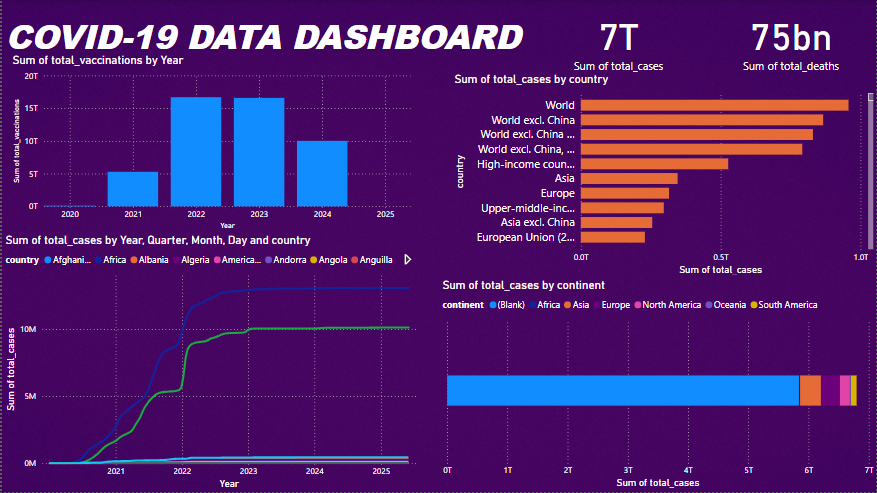 COVID-19 DATA DASHBOARD
7T
Sum of total_cases
75bn
Sum of total_deaths
Sum of total_vaccinations by Year
Sum of total_vaccinations
20T
15T
10T
5T
0T
2020 2021 2022 2023 2024 2025
Year
Sum of total_cases by country
country
World
World excl. China
World excl. China ...
World excl. China, ...
High-income coun...
Asia
Europe
Upper-middle-inc...
Asia excl. China
European Union (2...
0.0T 0.5T 1.0T
Sum of total_cases
Sum of total_cases by Year, Quarter, Month, Day and country
country Afghani... Africa Albania Algeria America... Andorra Angola Anguilla
Sum of total_cases
10M
5M
0M
2021 2022 2023 2024 2025
Year
Sum of total_cases by continent
continent (Blank) Africa Asia Europe North America Oceania South America
0T 1T 2T 3T 4T 5T 6T 7T
Sum of total_cases